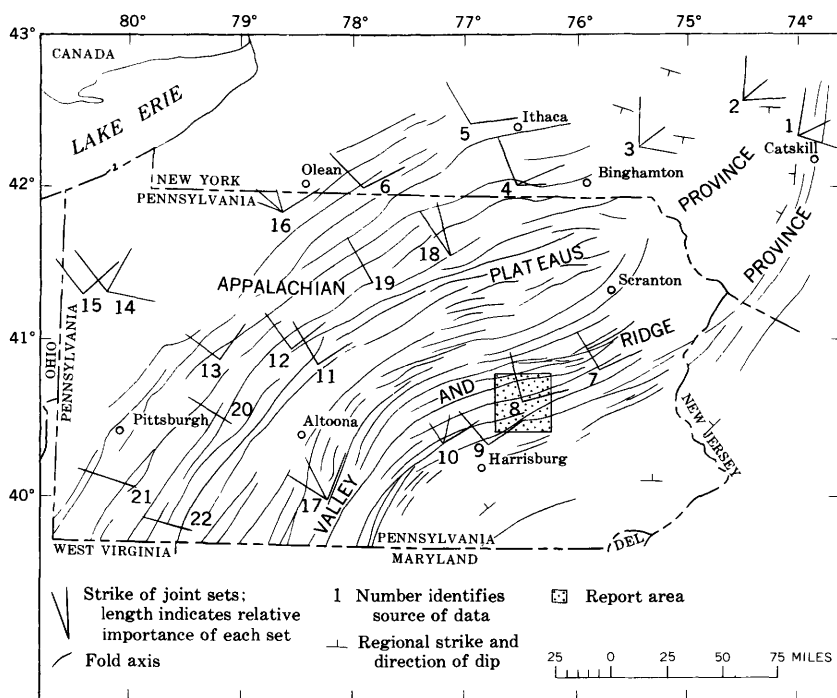 80 79 78 77 76 75 74
43°
CANADA
LAKE ERIE
2
1
5
Ithaca
3
Catskill
Olean
6
4
Binghamton
42°
NEW YORK
PENNSYLVANIA
PROVINCE
16
18
19
APPALACHIAN PLATEAUS
PROVINCE
15
14
Scranton
41°
OHIO
PENNSYLVANIA
13
12
11
RIDGE
7
AND
8
20
Pittsburgh
Altoona
9
10
Harrisburg
NEW JERSEY
40°
21
17
VALLEY
22
PENNSYLVANIA
WEST VIRGINIA
MARYLAND
DEL
Strike of joint sets;
length indicates relative
importance of each set
Fold axis
1 Number identifies
source of data
Regional strike and
direction of dip
Report area
25 0 25 50 75 MILES